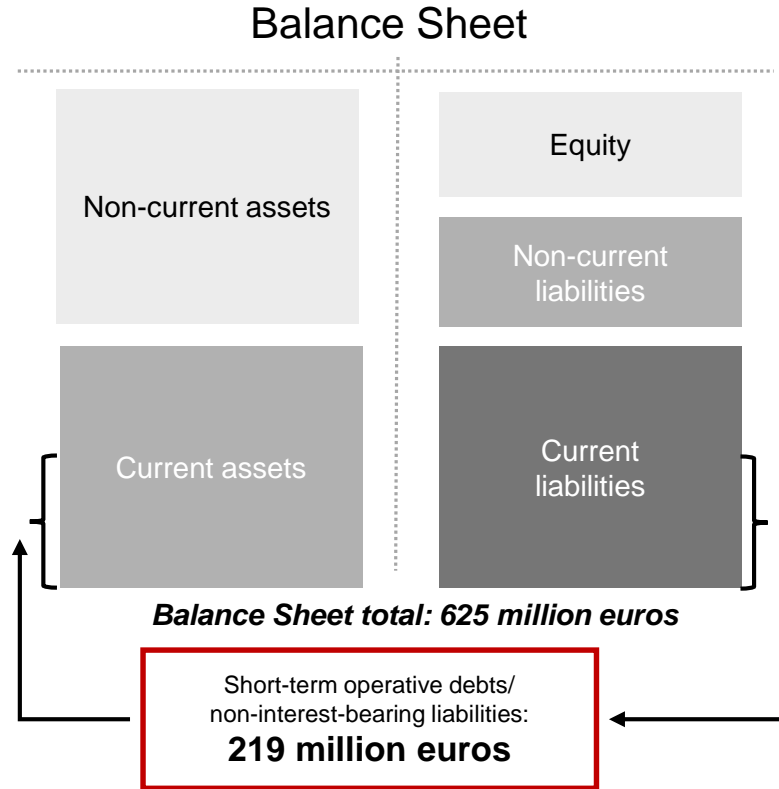 Balance Sheet
Non-current assets
Equity
Non-current
liabilities
Current assets
Current
liabilities
Balance Sheet total: 625 million euros
Short-term operative debts/
non-interest-bearing liabilities:
219 million euros